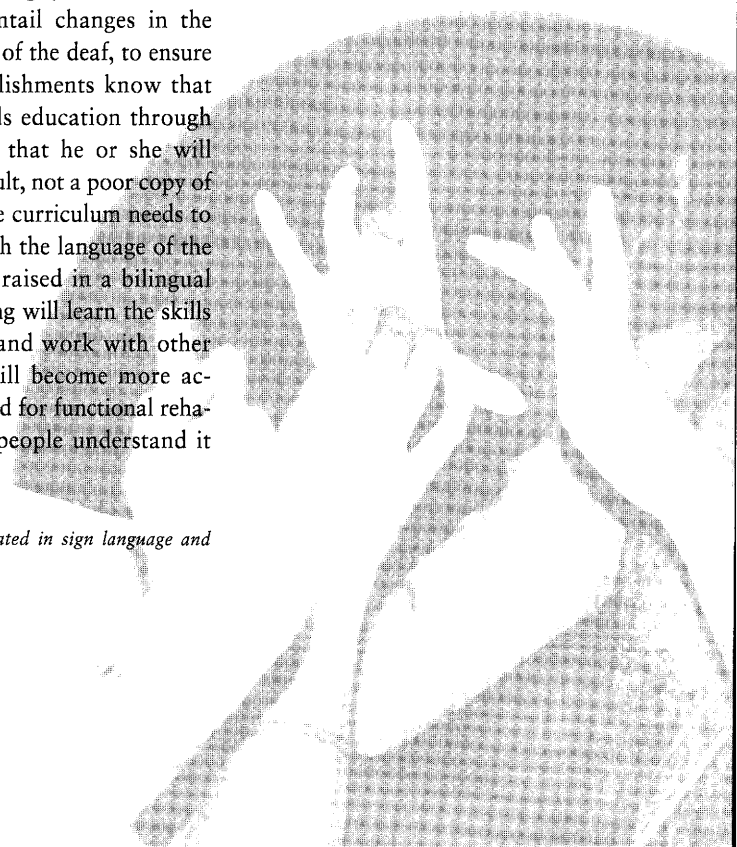 ntail changes in the
of the deaf, to ensure
lishments know that
ls education through
that he or she will
ult, not a poor copy of
e curriculum needs to
h the language of the
raised in a bilingual
ng will learn the skills
and work with other
ill become more ac-
d for functional reha-
people understand it
ated in sign language and